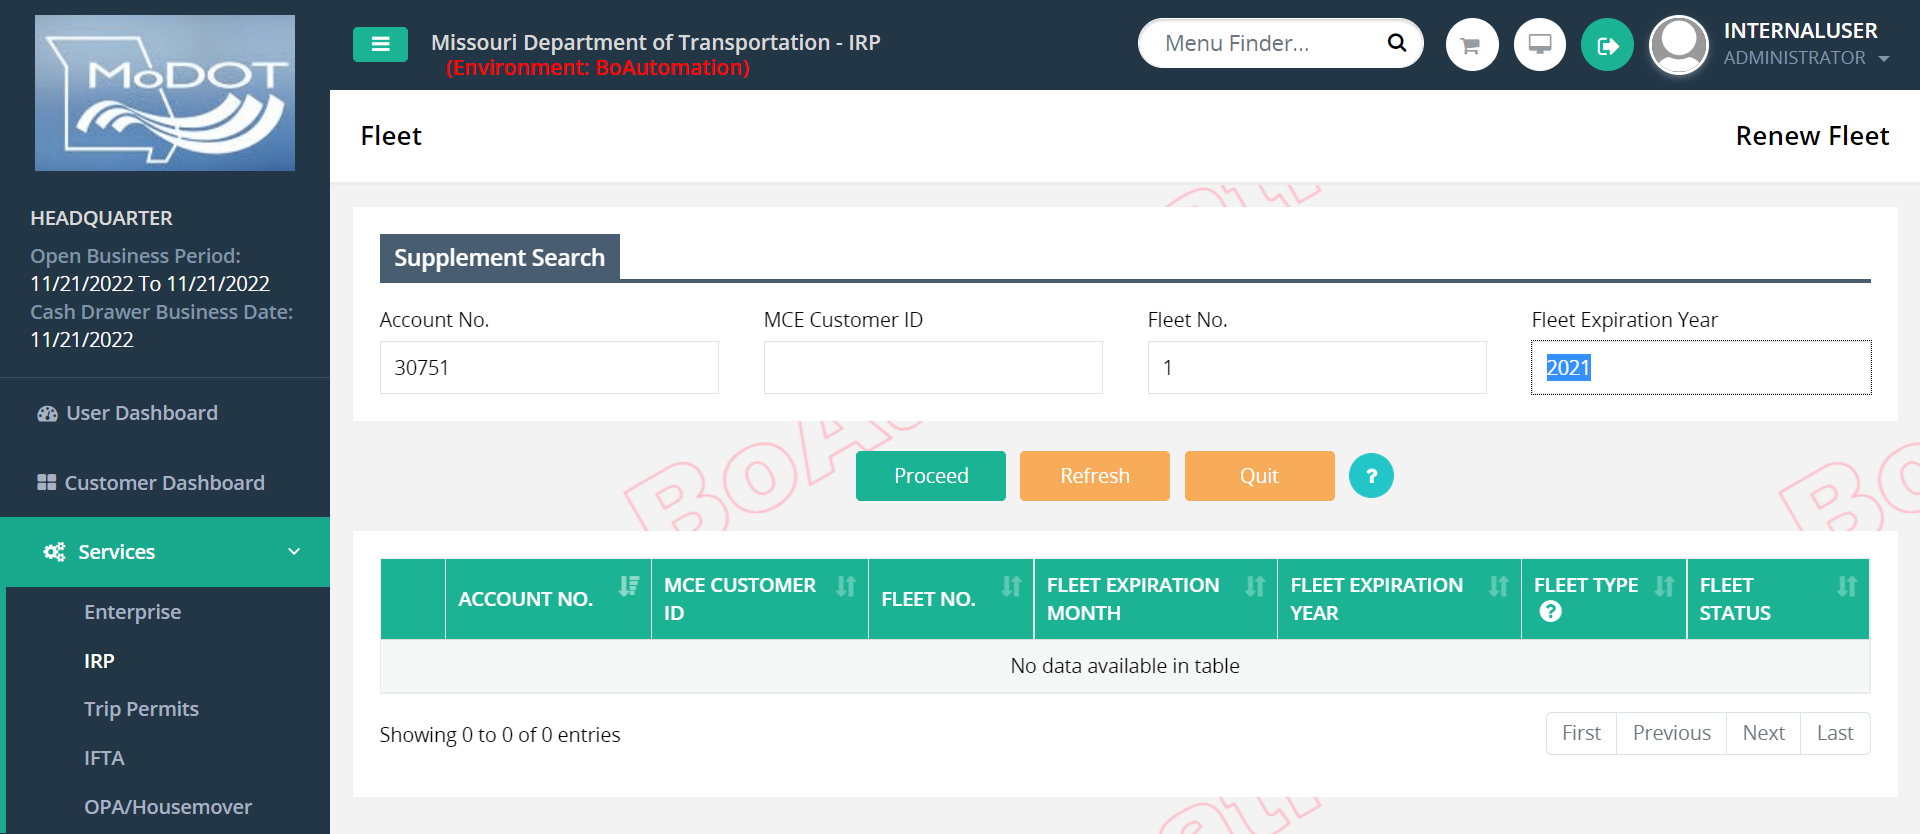 MoDOT
Missouri Department of Transportation - IRP
(Environment: BoAutomation)
Menu Finder...
INTERNALUSER
ADMINISTRATOR
HEADQUARTER
Open Business Period:
11/21/2022 To 11/21/2022
Cash Drawer Business Date:
11/21/2022
User Dashboard
Customer Dashboard
Services
Enterprise
IRP
Trip Permits
IFTA
OPA/Housemover
Fleet
Renew Fleet
Supplement Search
Account No.
MCE Customer ID
Fleet No.
Fleet Expiration Year
30751
1
2021
Proceed
Refresh
Quit
?
ACCOUNT NO.
MCE CUSTOMER
ID
FLEET NO.
FLEET EXPIRATION
MONTH
FLEET EXPIRATION
YEAR
FLEET TYPE
?
FLEET
STATUS
No data available in table
Showing 0 to 0 of 0 entries
First
Previous
Next
Last